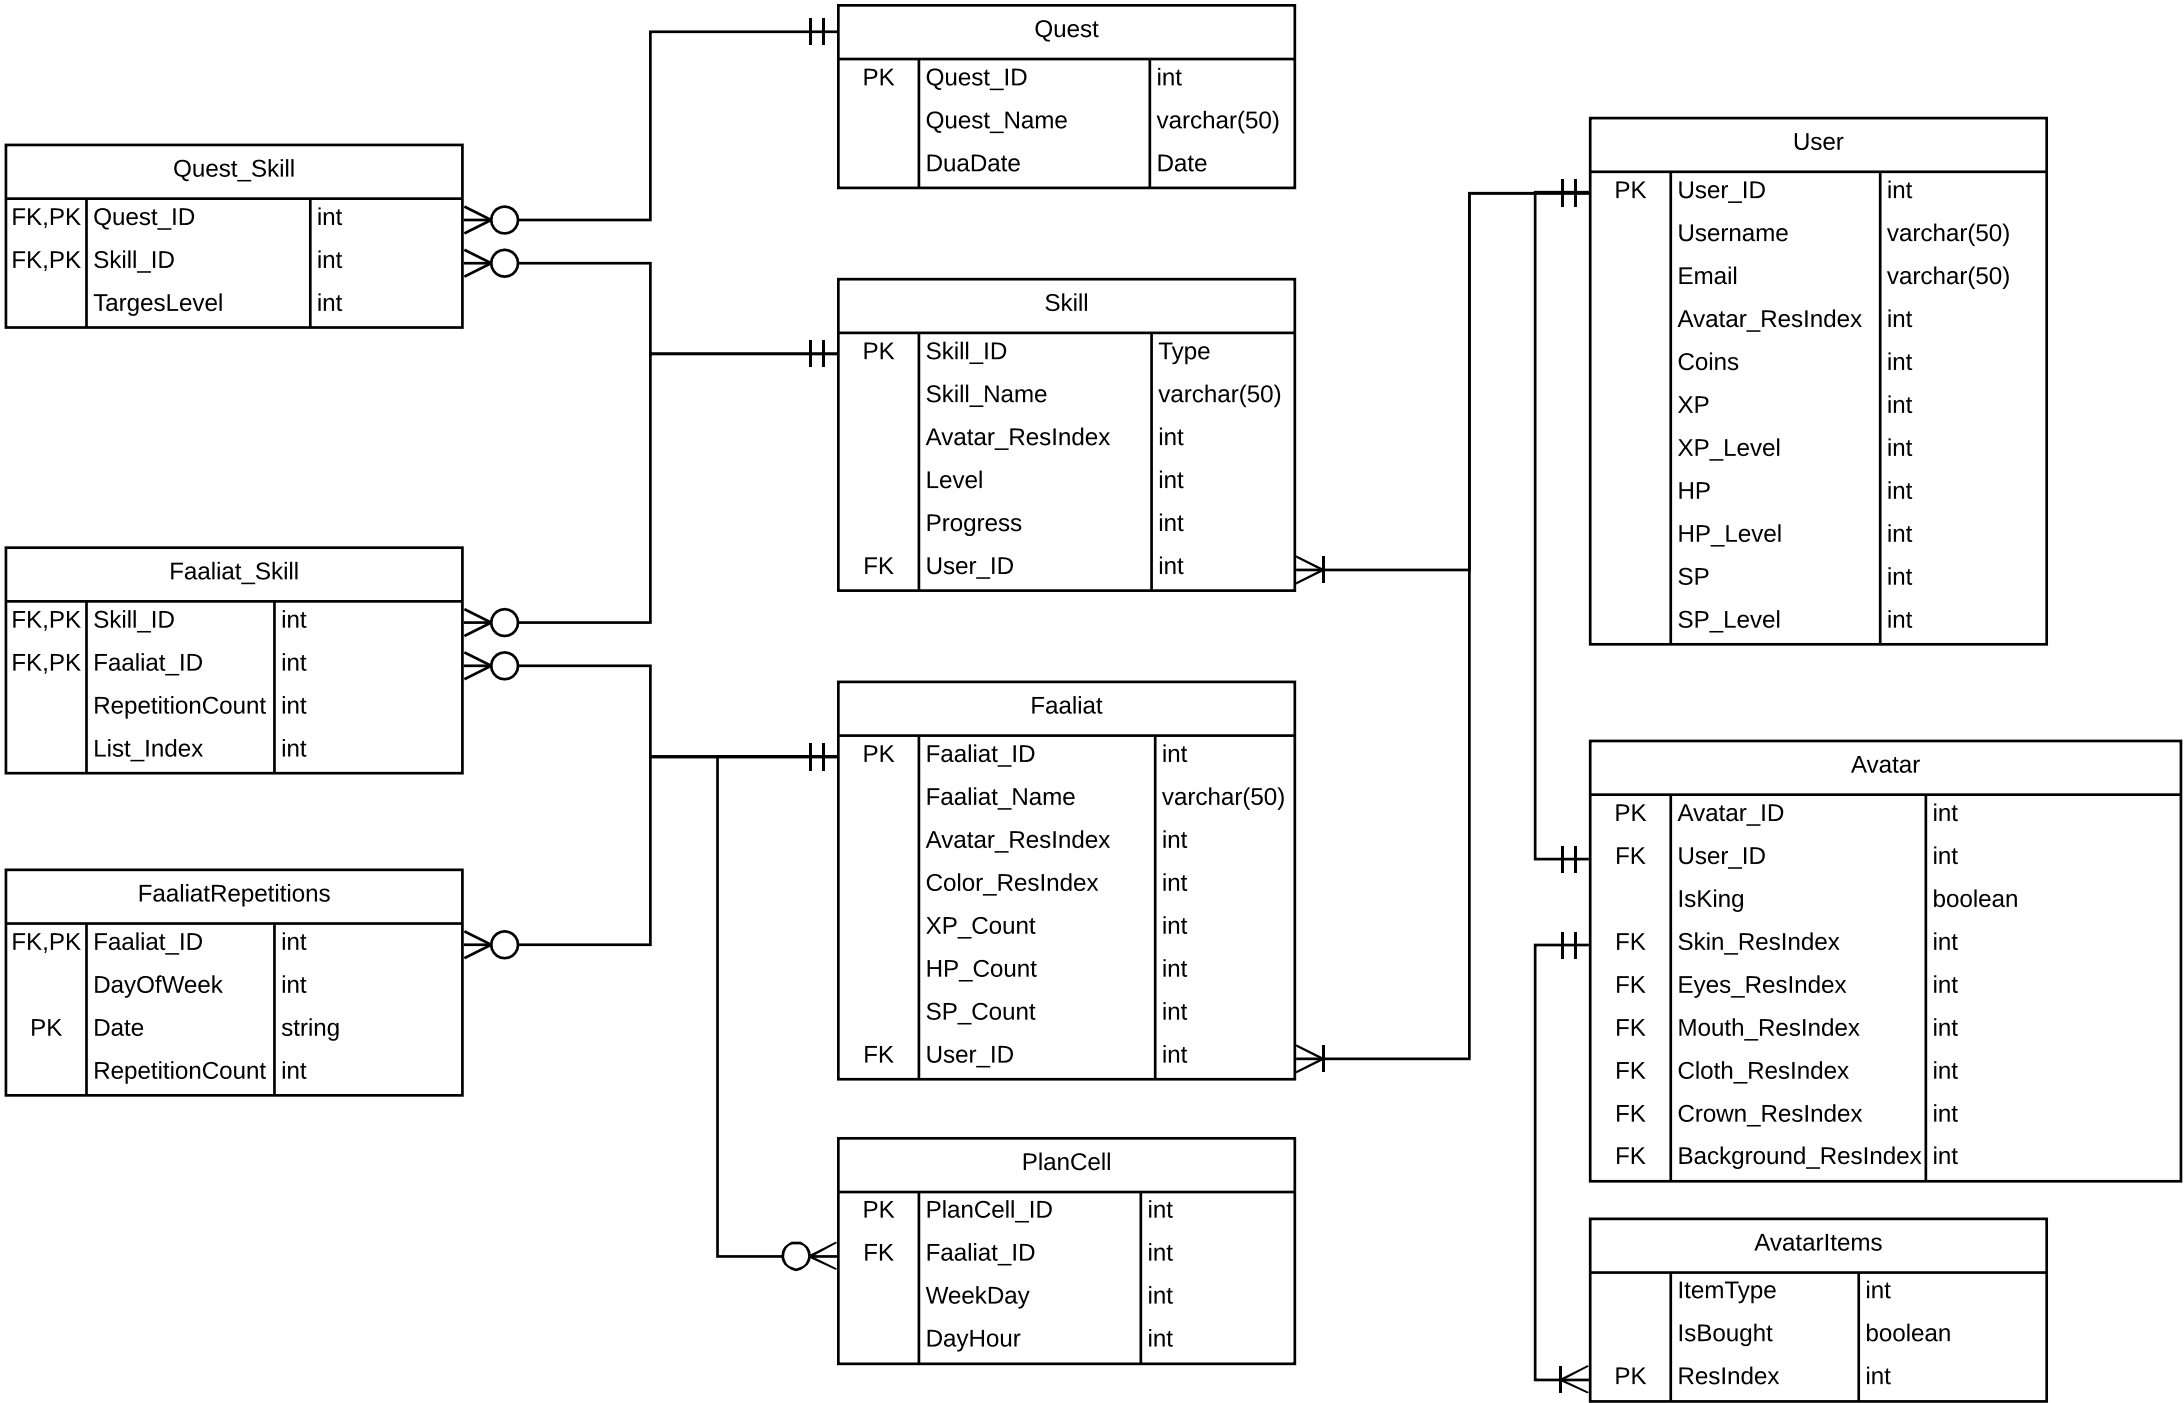 Quest
PK Quest_ID int
Quest_Name varchar(50)
DuaDate Date
Quest_Skill
FK,PK Quest_ID int
FK,PK Skill_ID int
TargesLevel int
Skill
PK Skill_ID Type
Skill_Name varchar(50)
Avatar_ResIndex int
Level int
Progress int
FK User_ID int
User
PK User_ID int
Username varchar(50)
Email varchar(50)
Avatar_ResIndex int
Coins int
XP int
XP_Level int
HP int
HP_Level int
SP int
SP_Level int
Faaliat_Skill
FK,PK Skill_ID int
FK,PK Faaliat_ID int
RepetitionCount int
List_Index int
Faaliat
PK Faaliat_ID int
Faaliat_Name varchar(50)
Avatar_ResIndex int
Color_ResIndex int
XP_Count int
HP_Count int
SP_Count int
FK User_ID int
Avatar
PK Avatar_ID int
FK User_ID int
IsKing boolean
FK Skin_ResIndex int
FK Eyes_ResIndex int
FK Mouth_ResIndex int
FK Cloth_ResIndex int
FK Crown_ResIndex int
FK Background_ResIndex int
FaaliatRepetitions
FK,PK Faaliat_ID int
DayOfWeek int
PK Date string
RepetitionCount int
PlanCell
PK PlanCell_ID int
FK Faaliat_ID int
WeekDay int
DayHour int
AvatarItems
ItemType int
IsBought boolean
PK ResIndex int